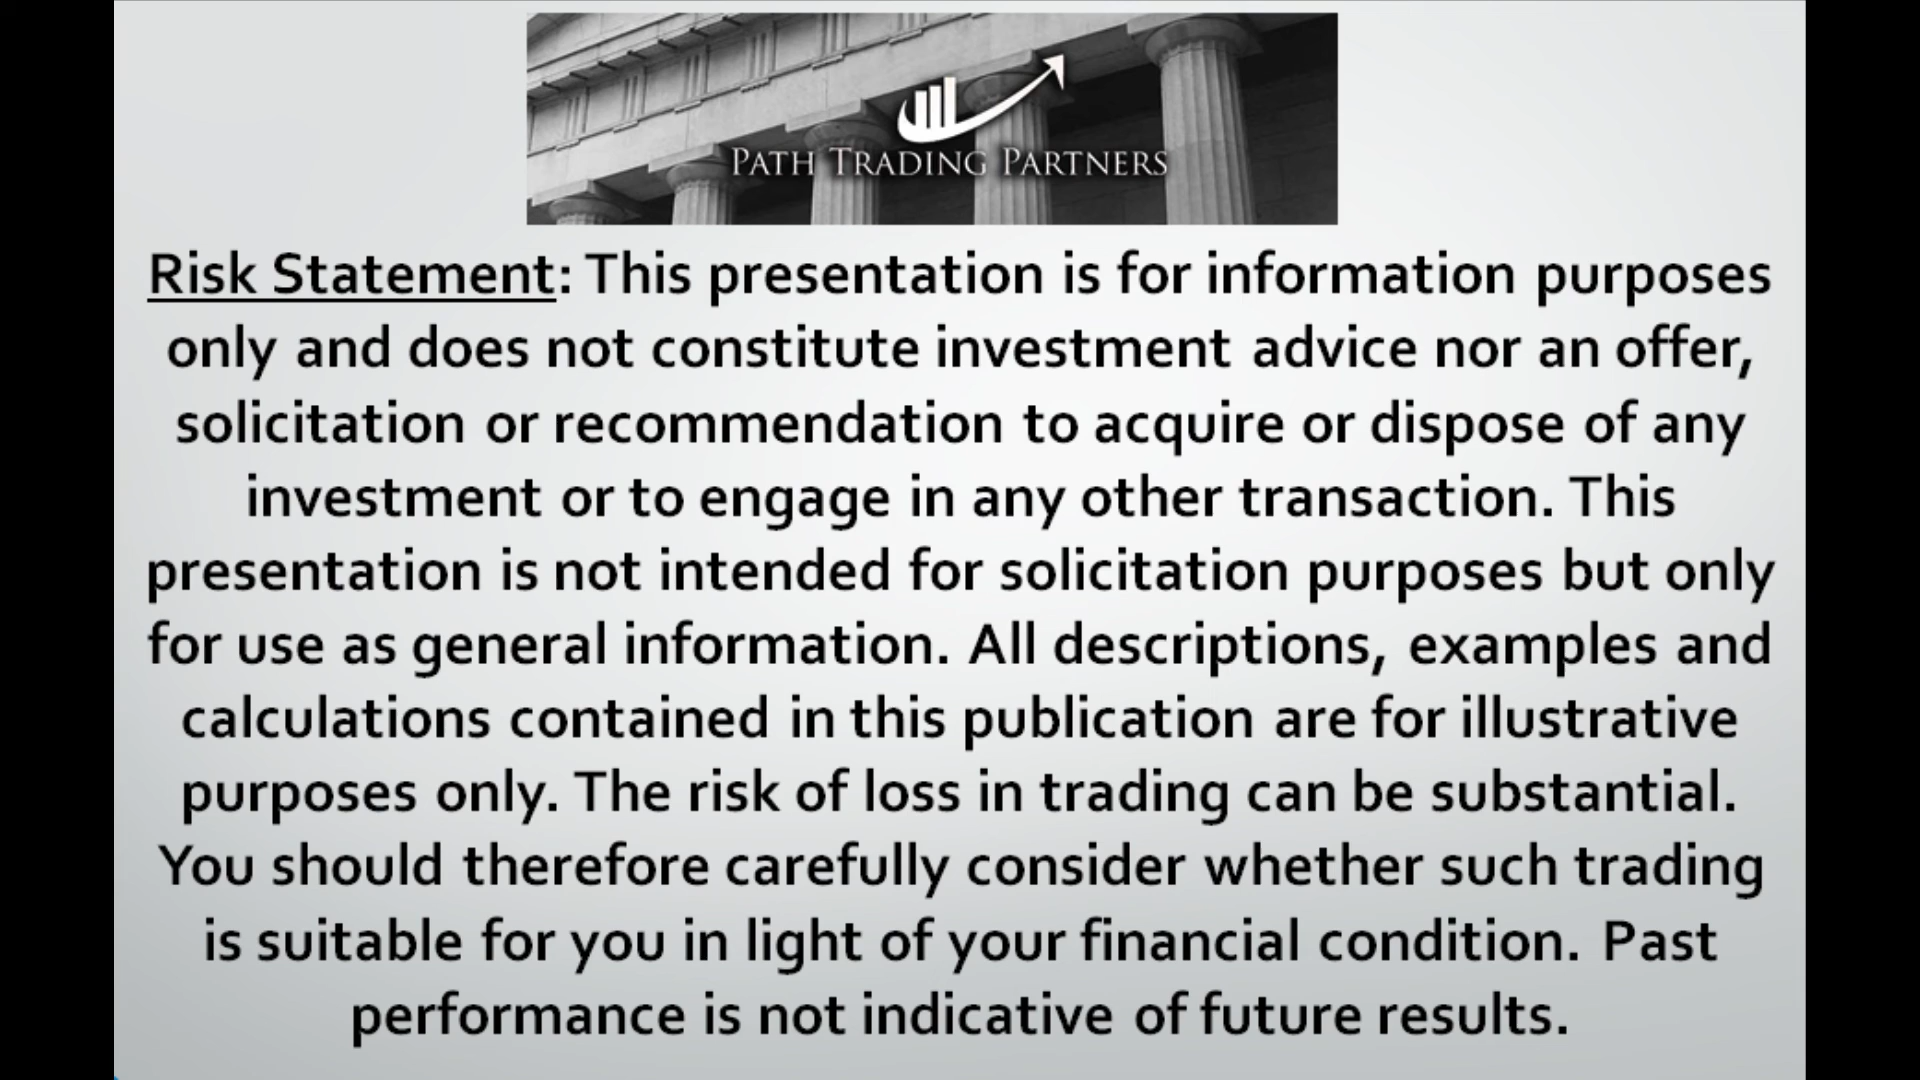 PATH TRADING PARTNERS
Risk Statement: This presentation is for information purposes
only and does not constitute investment advice nor an offer,
solicitation or recommendation to acquire or dispose of any
investment or to engage in any other transaction. This
presentation is not intended for solicitation purposes but only
for use as general information. All descriptions, examples and
calculations contained in this publication are for illustrative
purposes only. The risk of loss in trading can be substantial.
You should therefore carefully consider whether such trading
is suitable for you in light of your financial condition. Past
performance is not indicative of future results.